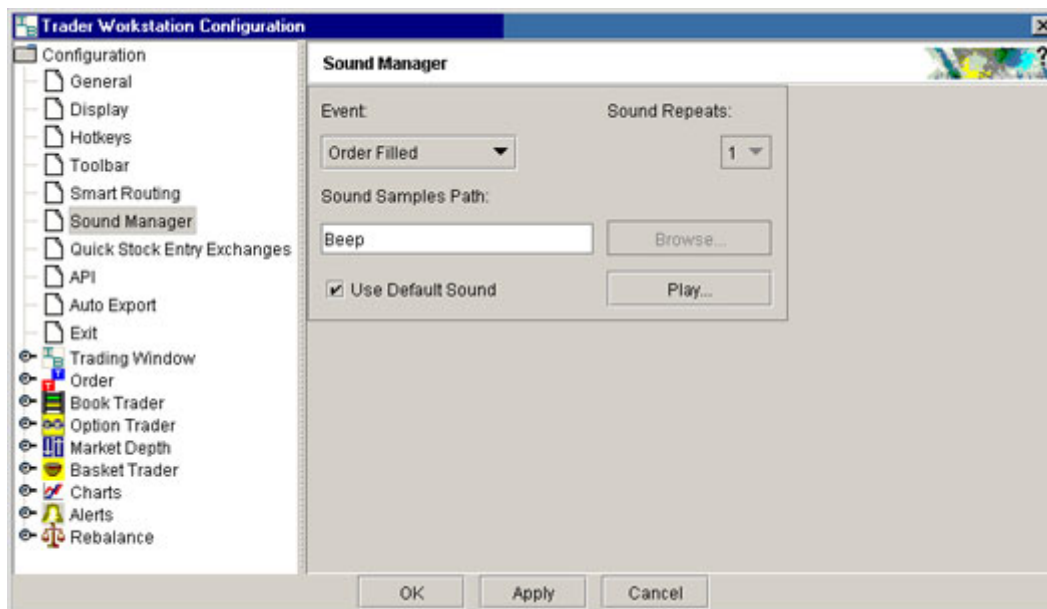 Trader Workstation Configuration
Configuration
General
Display
Hotkeys
Toolbar
Smart Routing
Sound Manager
Quick Stock Entry Exchanges
API
Auto Export
Exit
Trading Window
Order
Book Trader
Option Trader
Market Depth
Basket Trader
Charts
Alerts
Rebalance
Sound Manager
?
Event:
Sound Repeats:
Order Filled
1
Sound Samples Path:
Beep
Browse...
Use Default Sound
Play...
OK
Apply
Cancel